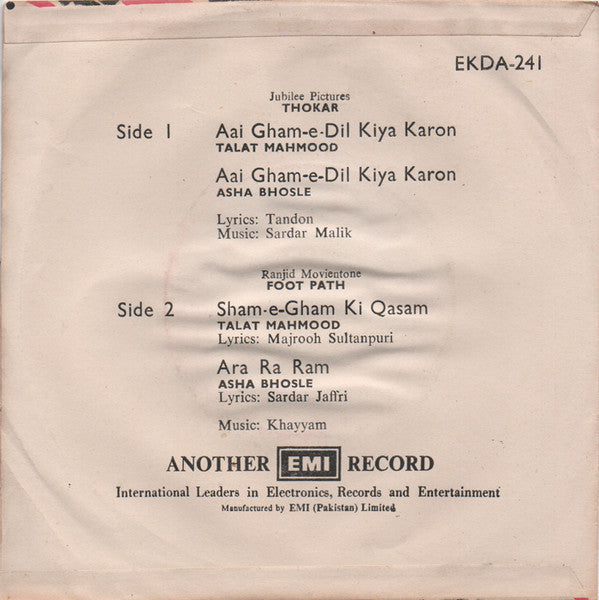 EKDA-241
Jubilee Pictures
THOKAR
Side 1 Aai Gham-e-Dil Kiya Karon
TALAT MAHMOOD
Aai Gham-e-Dil Kiya Karon
ASHA BHOSLE
Lyrics: Tandon
Music: Sardar Malik
Ranjid Movientone
FOOT PATH
Side 2 Sham-e-Gham Ki Qasam
TALAT MAHMOOD
Lyrics: Majrooh Sultanpuri
Ara Ra Ram
ASHA BHOSLE
Lyrics: Sardar Jaffri
Music: Khayyam
ANOTHER EMI RECORD
International Leaders in Electronics, Records and Entertainment
Manufactured by EMI (Pakistan) Limited